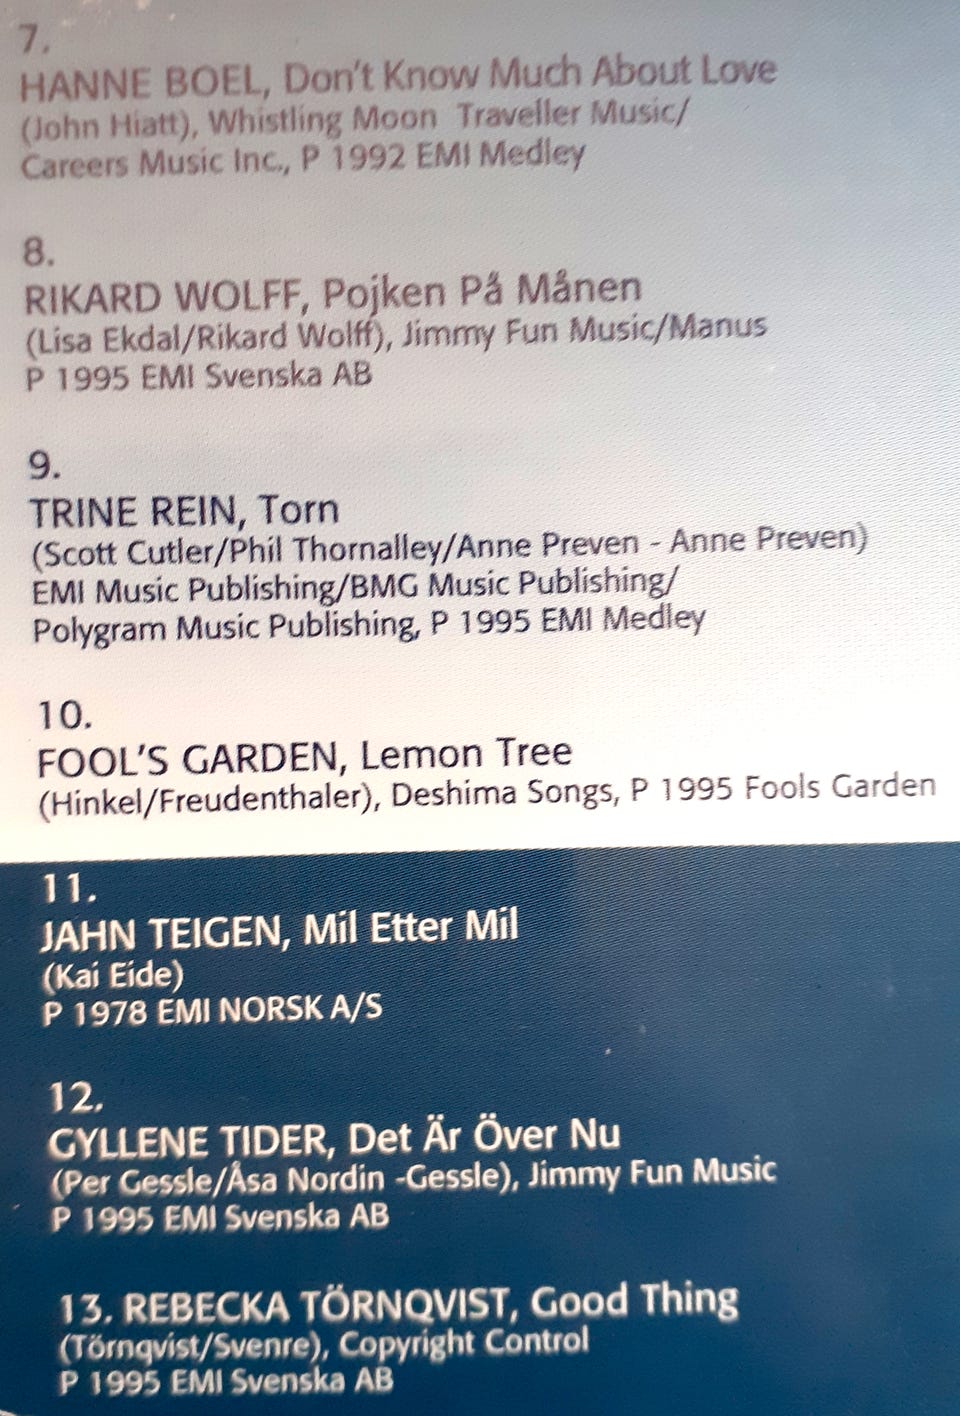 7.
HANNE BOEL, Don't Know Much About Love
(John Hiatt), Whistling Moon Traveller Music/
Careers Music Inc., P 1992 EMI Medley
8.
RIKARD WOLFF, Pojken På Månen
(Lisa Ekdal/Rikard Wolff), Jimmy Fun Music/Manus
P 1995 EMI Svenska AB
9.
TRINE REIN, Torn
(Scott Cutler/Phil Thornalley/Anne Preven - Anne Preven)
EMI Music Publishing/BMG Music Publishing/
Polygram Music Publishing, P 1995 EMI Medley
10.
FOOL'S GARDEN, Lemon Tree
(Hinkel/Freudenthaler), Deshima Songs, P 1995 Fools Garden
11.
JAHN TEIGEN, Mil Etter Mil
(Kai Eide)
P 1978 EMI NORSK A/S
12.
GYLLENE TIDER, Det Är Över Nu
(Per Gessle/Åsa Nordin -Gessle), Jimmy Fun Music
P 1995 EMI Svenska AB
13. REBECKA TÖRNQVIST, Good Thing
(Törnqvist/Svenre), Copyright Control
P 1995 EMI Svenska AB